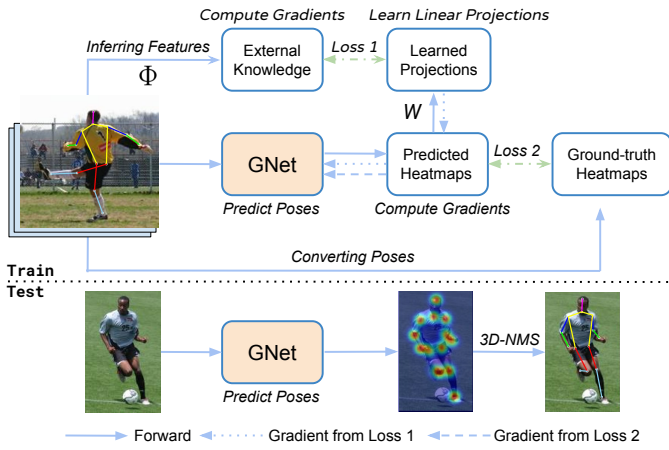 Compute Gradients
Learn Linear Projections
Inferring Features
Φ
External
Knowledge
Loss 1
Learned
Projections
W
GNet
Predict Poses
Predicted
Heatmaps
Compute Gradients
Loss 2
Ground-truth
Heatmaps
Converting Poses
Train
Test
GNet
Predict Poses
3D-NMS
Forward
Gradient from Loss 1
Gradient from Loss 2